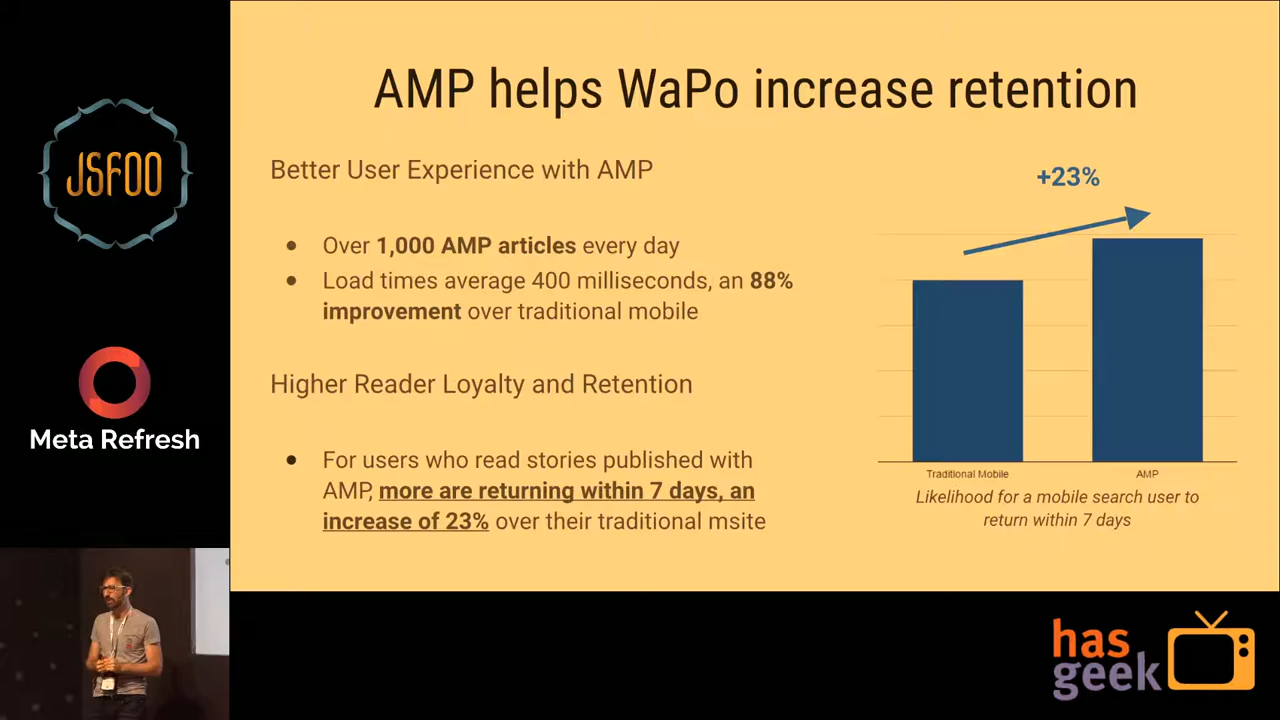 JSFOO
Meta Refresh
AMP helps WaPo increase retention
Better User Experience with AMP
Over 1,000 AMP articles every day
Load times average 400 milliseconds, an 88%
improvement over traditional mobile
Higher Reader Loyalty and Retention
For users who read stories published with
AMP, more are returning within 7 days, an
increase of 23% over their traditional msite
+23%
Traditional Mobile
AMP
Likelihood for a mobile search user to
return within 7 days
has
geek